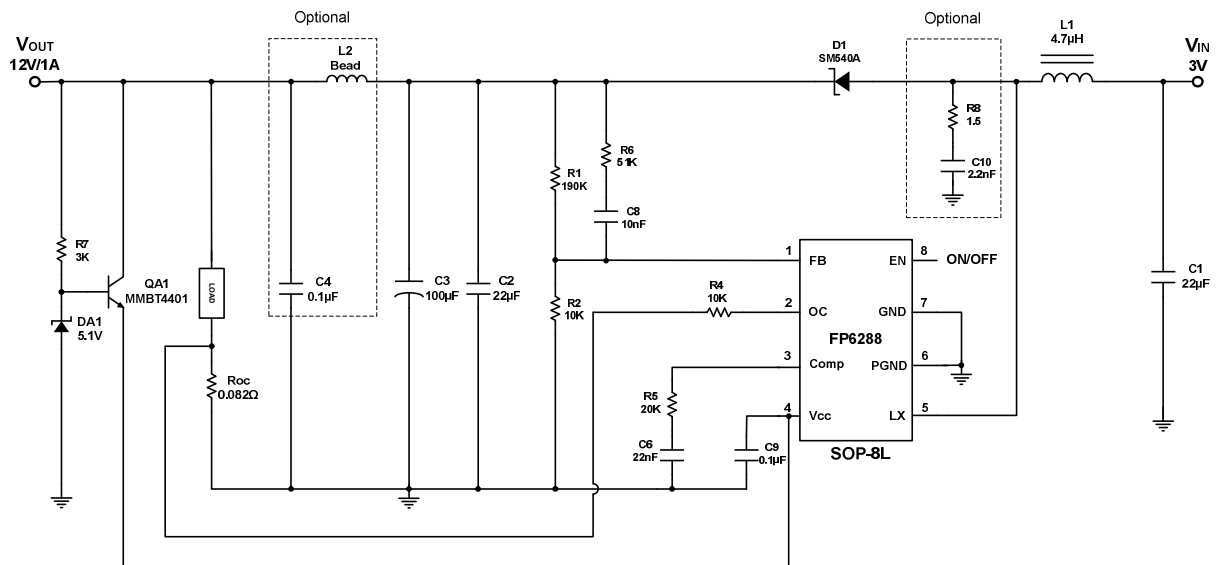 Optional
Optional
VOUT
12V/1A
L2
Bead
D1
SM540A
L1
4.7µH
VIN
3V
R8
1.5
C10
2.2nF
R6
51K
R1
190K
C8
10nF
R7
3K
QA1
MMBT4401
DA1
5.1V
LOAD
Roc
0.082Ω
C4
0.1µF
C3
100µF
C2
22µF
R2
10K
R4
10K
R5
20K
C6
22nF
C9
0.1µF
1
FB
2
OC
3
Comp
4
Vcc
FP6288
8
EN
ON/OFF
7
GND
6
PGND
5
LX
SOP-8L
C1
22µF